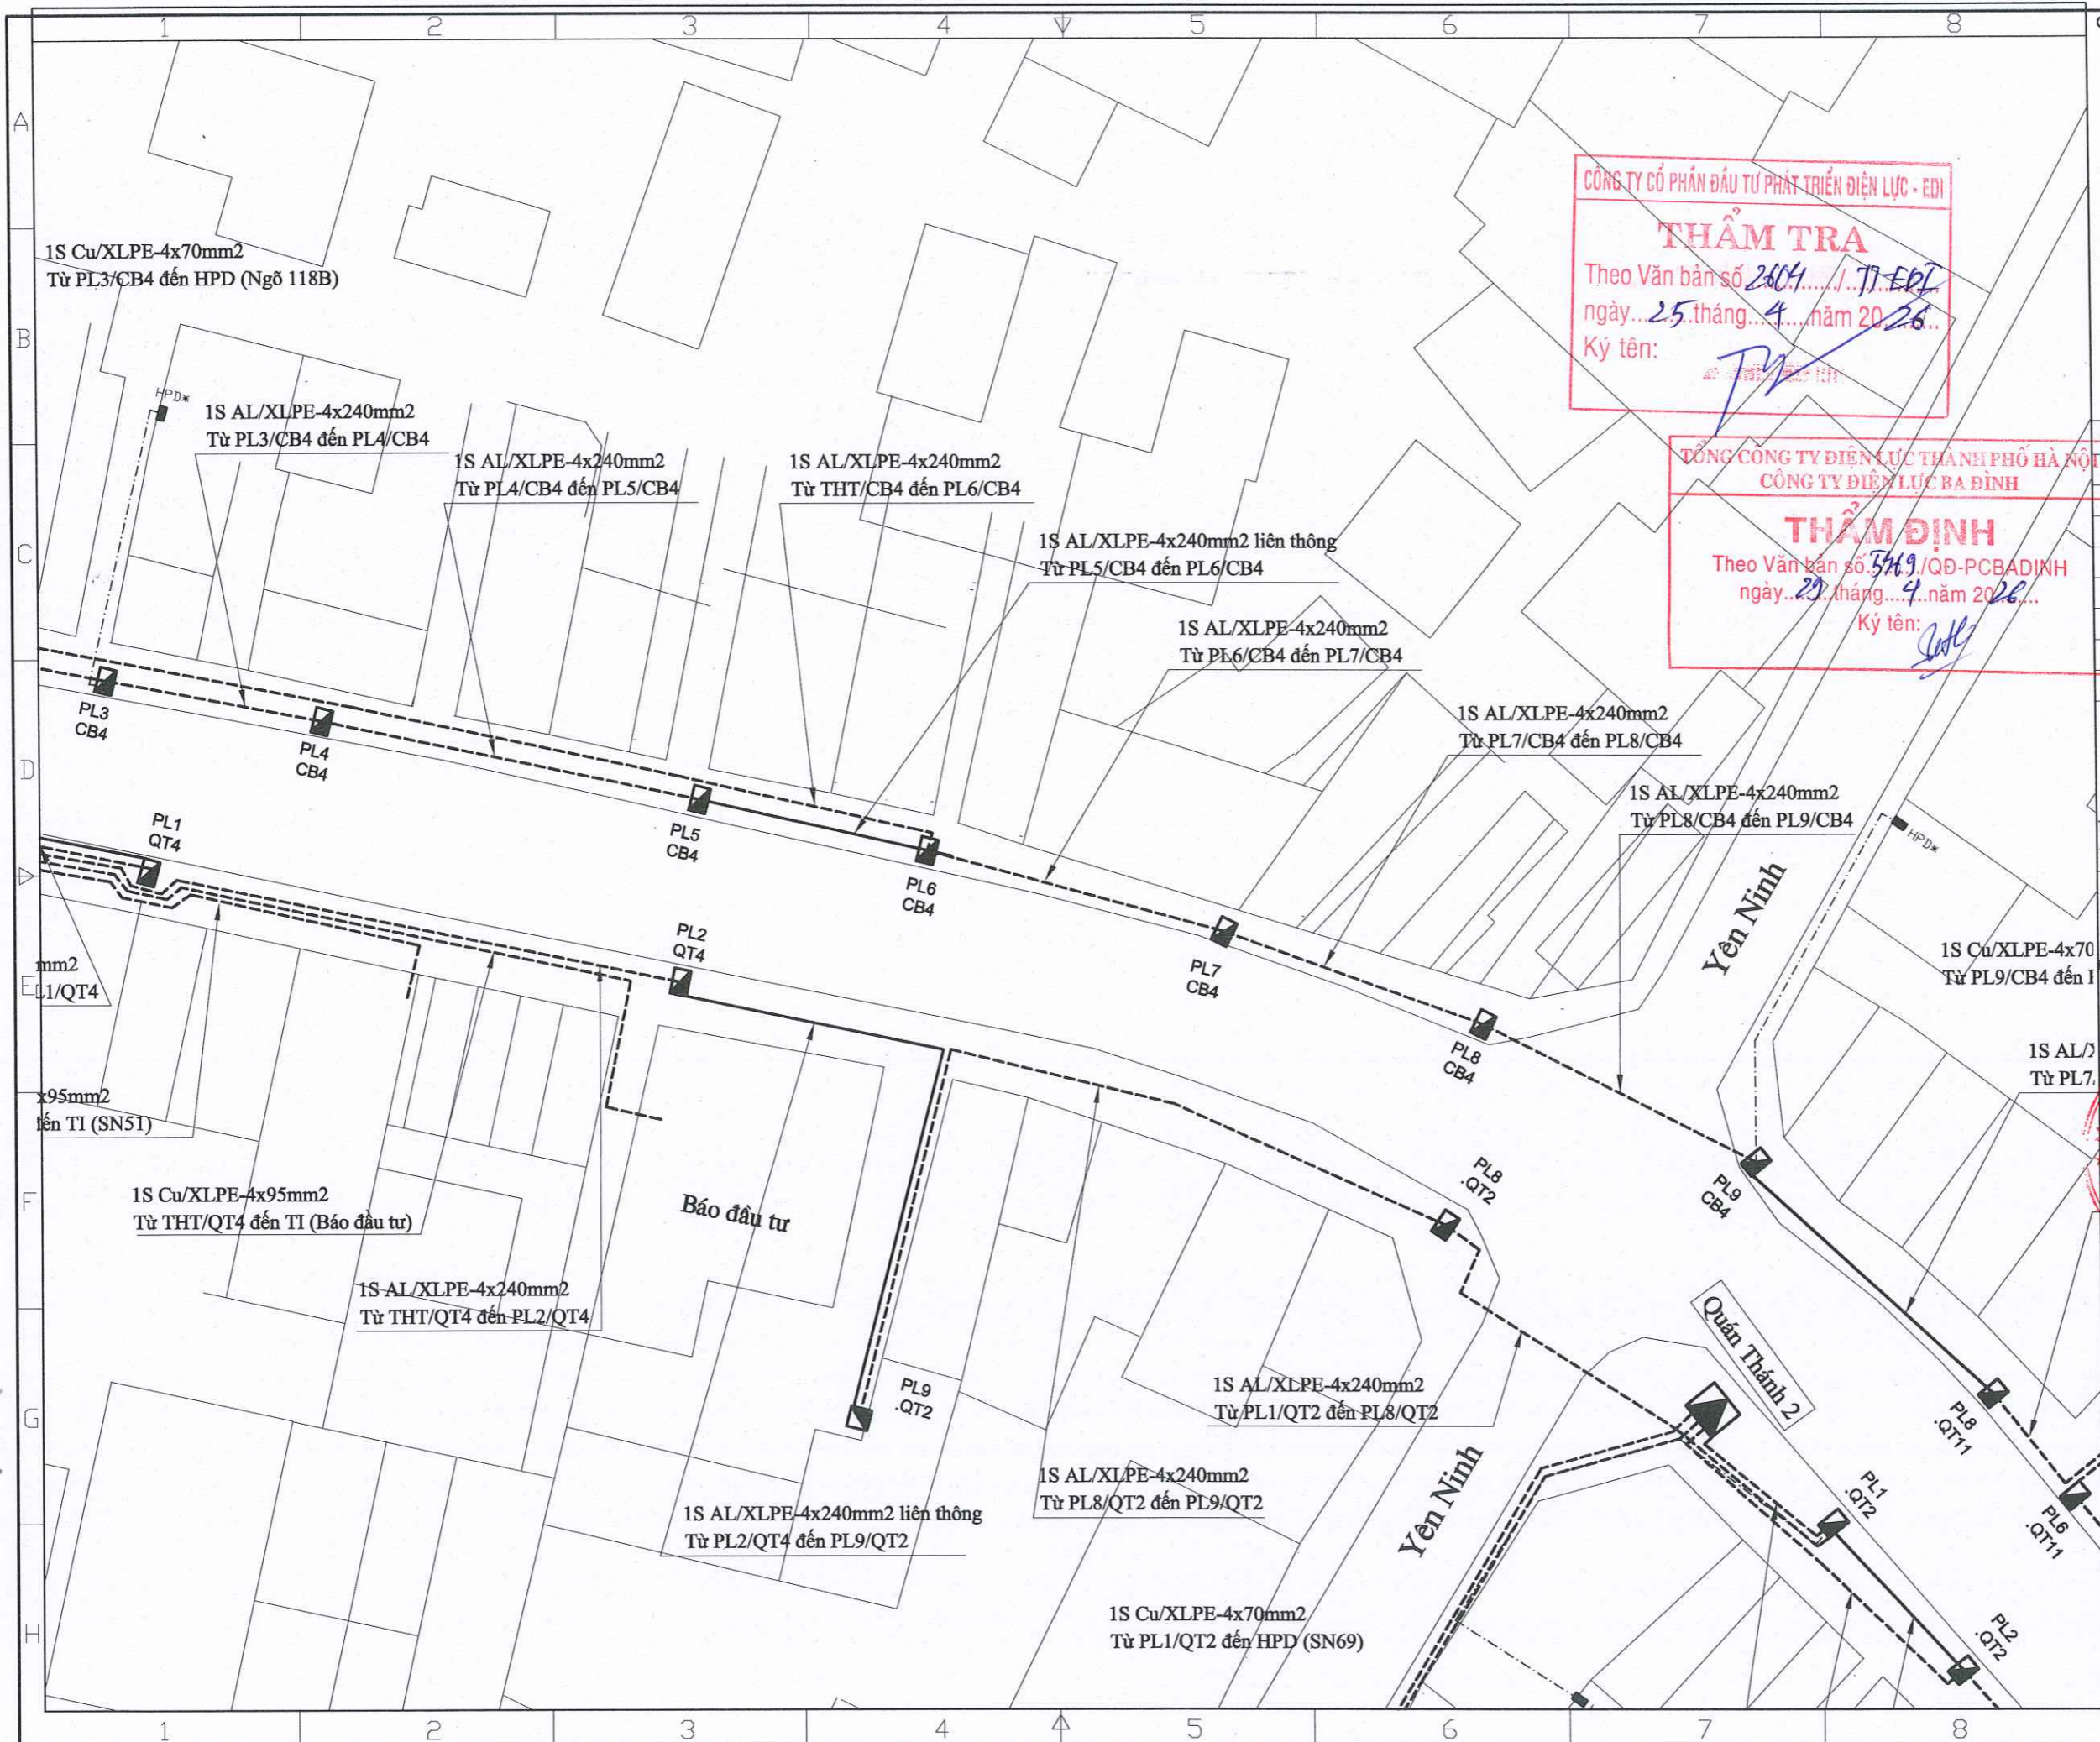 1 2 3 4 5 6 7 8
A
B
C
D
E
F
G
H
CÔNG TY CỔ PHẦN ĐẦU TƯ PHÁT TRIỂN ĐIỆN LỰC - EDI
THẨM TRA
Theo Văn bản số 2604 / TT-EDI
ngày...25.tháng...4...năm 20 26
Ký tên:
TỔNG CÔNG TY ĐIỆN LỰC THÀNH PHỐ HÀ NỘI
CÔNG TY ĐIỆN LỰC BA ĐÌNH
THẨM ĐỊNH
Theo Văn bản số /QĐ-PCBADINH
ngày..29.tháng...4...năm 2026...
Ký tên:
1S Cu/XLPE-4x70mm2
Từ PL3/CB4 đến HPD (Ngõ 118B)
HPD*
1S AL/XLPE-4x240mm2
Từ PL3/CB4 đến PL4/CB4
1S AL/XLPE-4x240mm2
Từ PL4/CB4 đến PL5/CB4
1S AL/XLPE-4x240mm2
Từ THT/CB4 đến PL6/CB4
1S AL/XLPE-4x240mm2 liên thông
Từ PL5/CB4 đến PL6/CB4
1S AL/XLPE-4x240mm2
Từ PL6/CB4 đến PL7/CB4
1S AL/XLPE-4x240mm2
Từ PL7/CB4 đến PL8/CB4
1S AL/XLPE-4x240mm2
Từ PL8/CB4 đến PL9/CB4
HPD*
PL3
CB4
PL4
CB4
PL5
CB4
PL6
CB4
PL7
CB4
PL8
CB4
PL9
CB4
PL1
QT4
PL2
QT4
Yên Ninh
1S Cu/XLPE-4x70
Từ PL9/CB4 đến
1S AL/
Từ PL7
mm2
L1/QT4
x95mm2
đến TI (SN51)
1S Cu/XLPE-4x95mm2
Từ THT/QT4 đến TI (Báo đầu tư)
Báo đầu tư
1S AL/XLPE-4x240mm2
Từ THT/QT4 đến PL2/QT4
PL8
.QT2
PL9
.QT2
Quán Thánh 2
1S AL/XLPE-4x240mm2
Từ PL1/QT2 đến PL8/QT2
1S AL/XLPE-4x240mm2
Từ PL8/QT2 đến PL9/QT2
1S AL/XLPE-4x240mm2 liên thông
Từ PL2/QT4 đến PL9/QT2
Yên Ninh
PL8
.QT11
PL6
.QT11
PL1
.QT2
PL2
.QT2
1S Cu/XLPE-4x70mm2
Từ PL1/QT2 đến HPD (SN69)
1 2 3 4 5 6 7 8